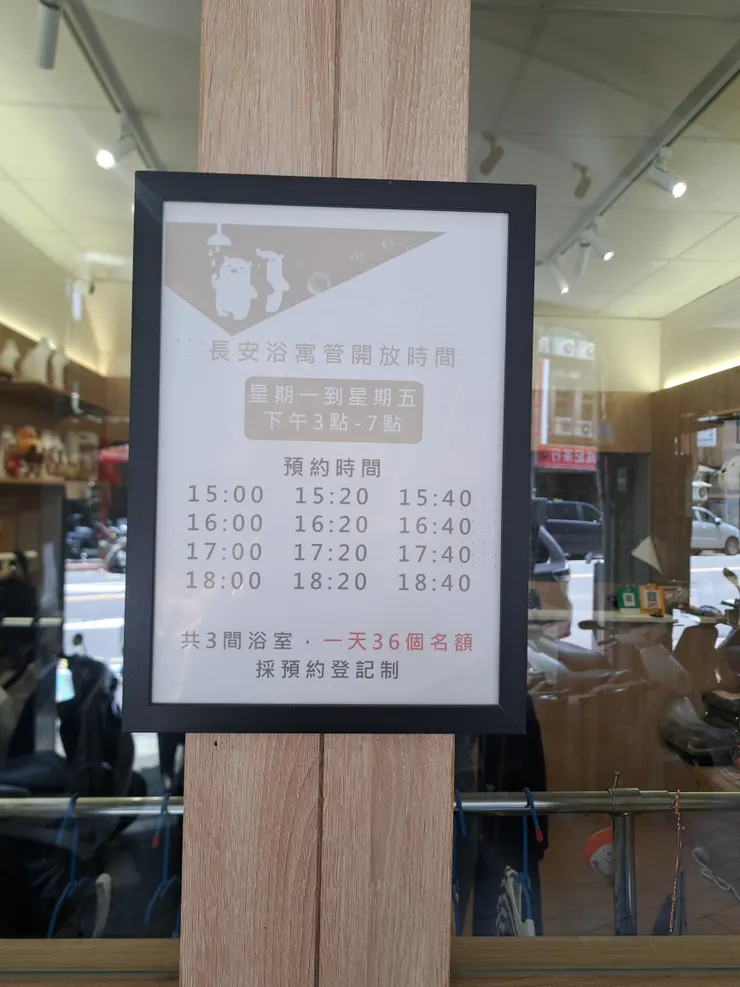 長安浴寓管開放時間
星期一到星期五
下午3點-7點
預約時間
15:00 15:20 15:40
16:00 16:20 16:40
17:00 17:20 17:40
18:00 18:20 18:40
共3間浴室，一天36個名額
採預約登記制